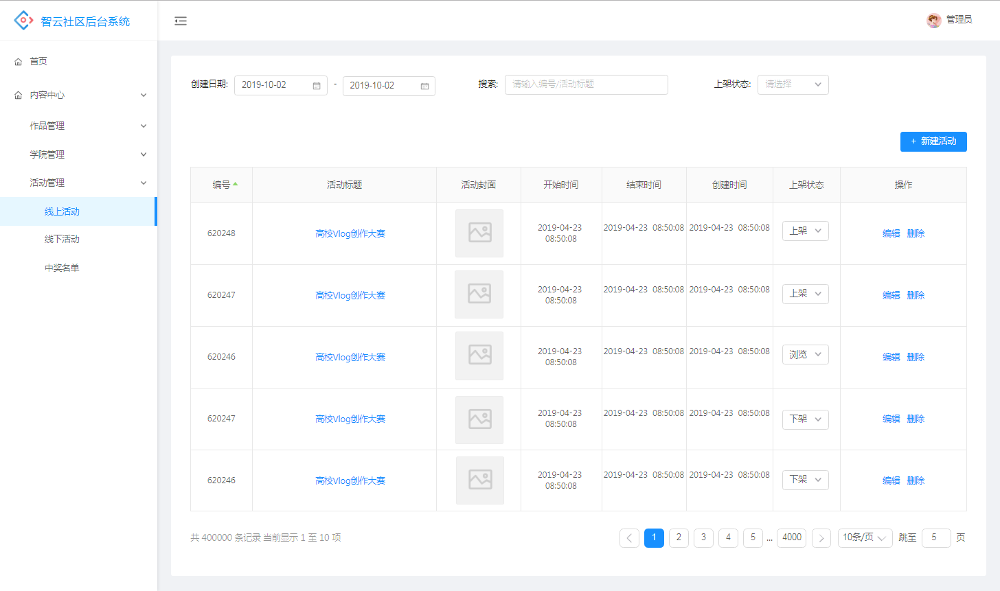 智云社区后台系统
管理员
首页
内容中心
作品管理
学院管理
活动管理
线上活动
线下活动
中奖名单
创建日期: 2019-10-02 - 2019-10-02 搜索: 请输入编号/活动标题 上架状态: 请选择
+ 新建活动
编号 活动标题 活动封面 开始时间 结束时间 创建时间 上架状态 操作
620248 高校Vlog创作大赛 2019-04-23 08:50:08 2019-04-23 08:50:08 2019-04-23 08:50:08 上架 编辑 删除
620247 高校Vlog创作大赛 2019-04-23 08:50:08 2019-04-23 08:50:08 2019-04-23 08:50:08 上架 编辑 删除
620246 高校Vlog创作大赛 2019-04-23 08:50:08 2019-04-23 08:50:08 2019-04-23 08:50:08 浏览 编辑 删除
620247 高校Vlog创作大赛 2019-04-23 08:50:08 2019-04-23 08:50:08 2019-04-23 08:50:08 下架 编辑 删除
620246 高校Vlog创作大赛 2019-04-23 08:50:08 2019-04-23 08:50:08 2019-04-23 08:50:08 下架 编辑 删除
共 400000 条记录 当前显示 1 至 10 项
1 2 3 4 5 ... 4000 10条/页 跳至 5 页